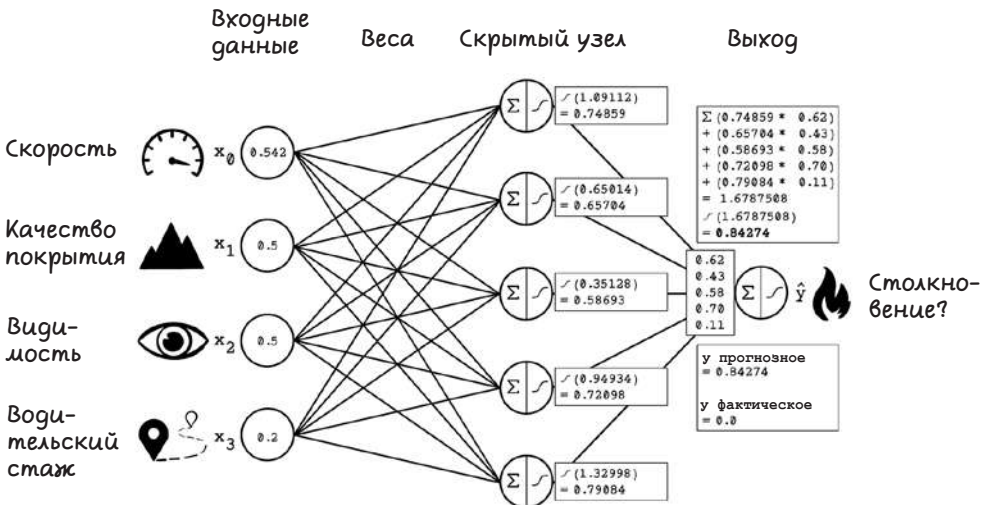 Входные
данные
Веса
Скрытый узел
Выход
Скорость
x0
0.542
Качество
покрытия
x1
0.5
Види-
мость
x2
0.5
Води-
тельский
стаж
x3
0.2
Σ
(1.09112)
= 0.74859
Σ
(0.65014)
= 0.65704
Σ
(0.35128)
= 0.58693
Σ
(0.94934)
= 0.72098
Σ
(1.32998)
= 0.79084
Σ (0.74859 * 0.62)
+ (0.65704 * 0.43)
+ (0.58693 * 0.58)
+ (0.72098 * 0.70)
+ (0.79084 * 0.11)
= 1.6787508
(1.6787508)
= 0.84274
0.62
0.43
0.58
0.70
0.11
Σ
ŷ
Столкно-
вение?
y прогнозное
= 0.84274
y фактическое
= 0.0